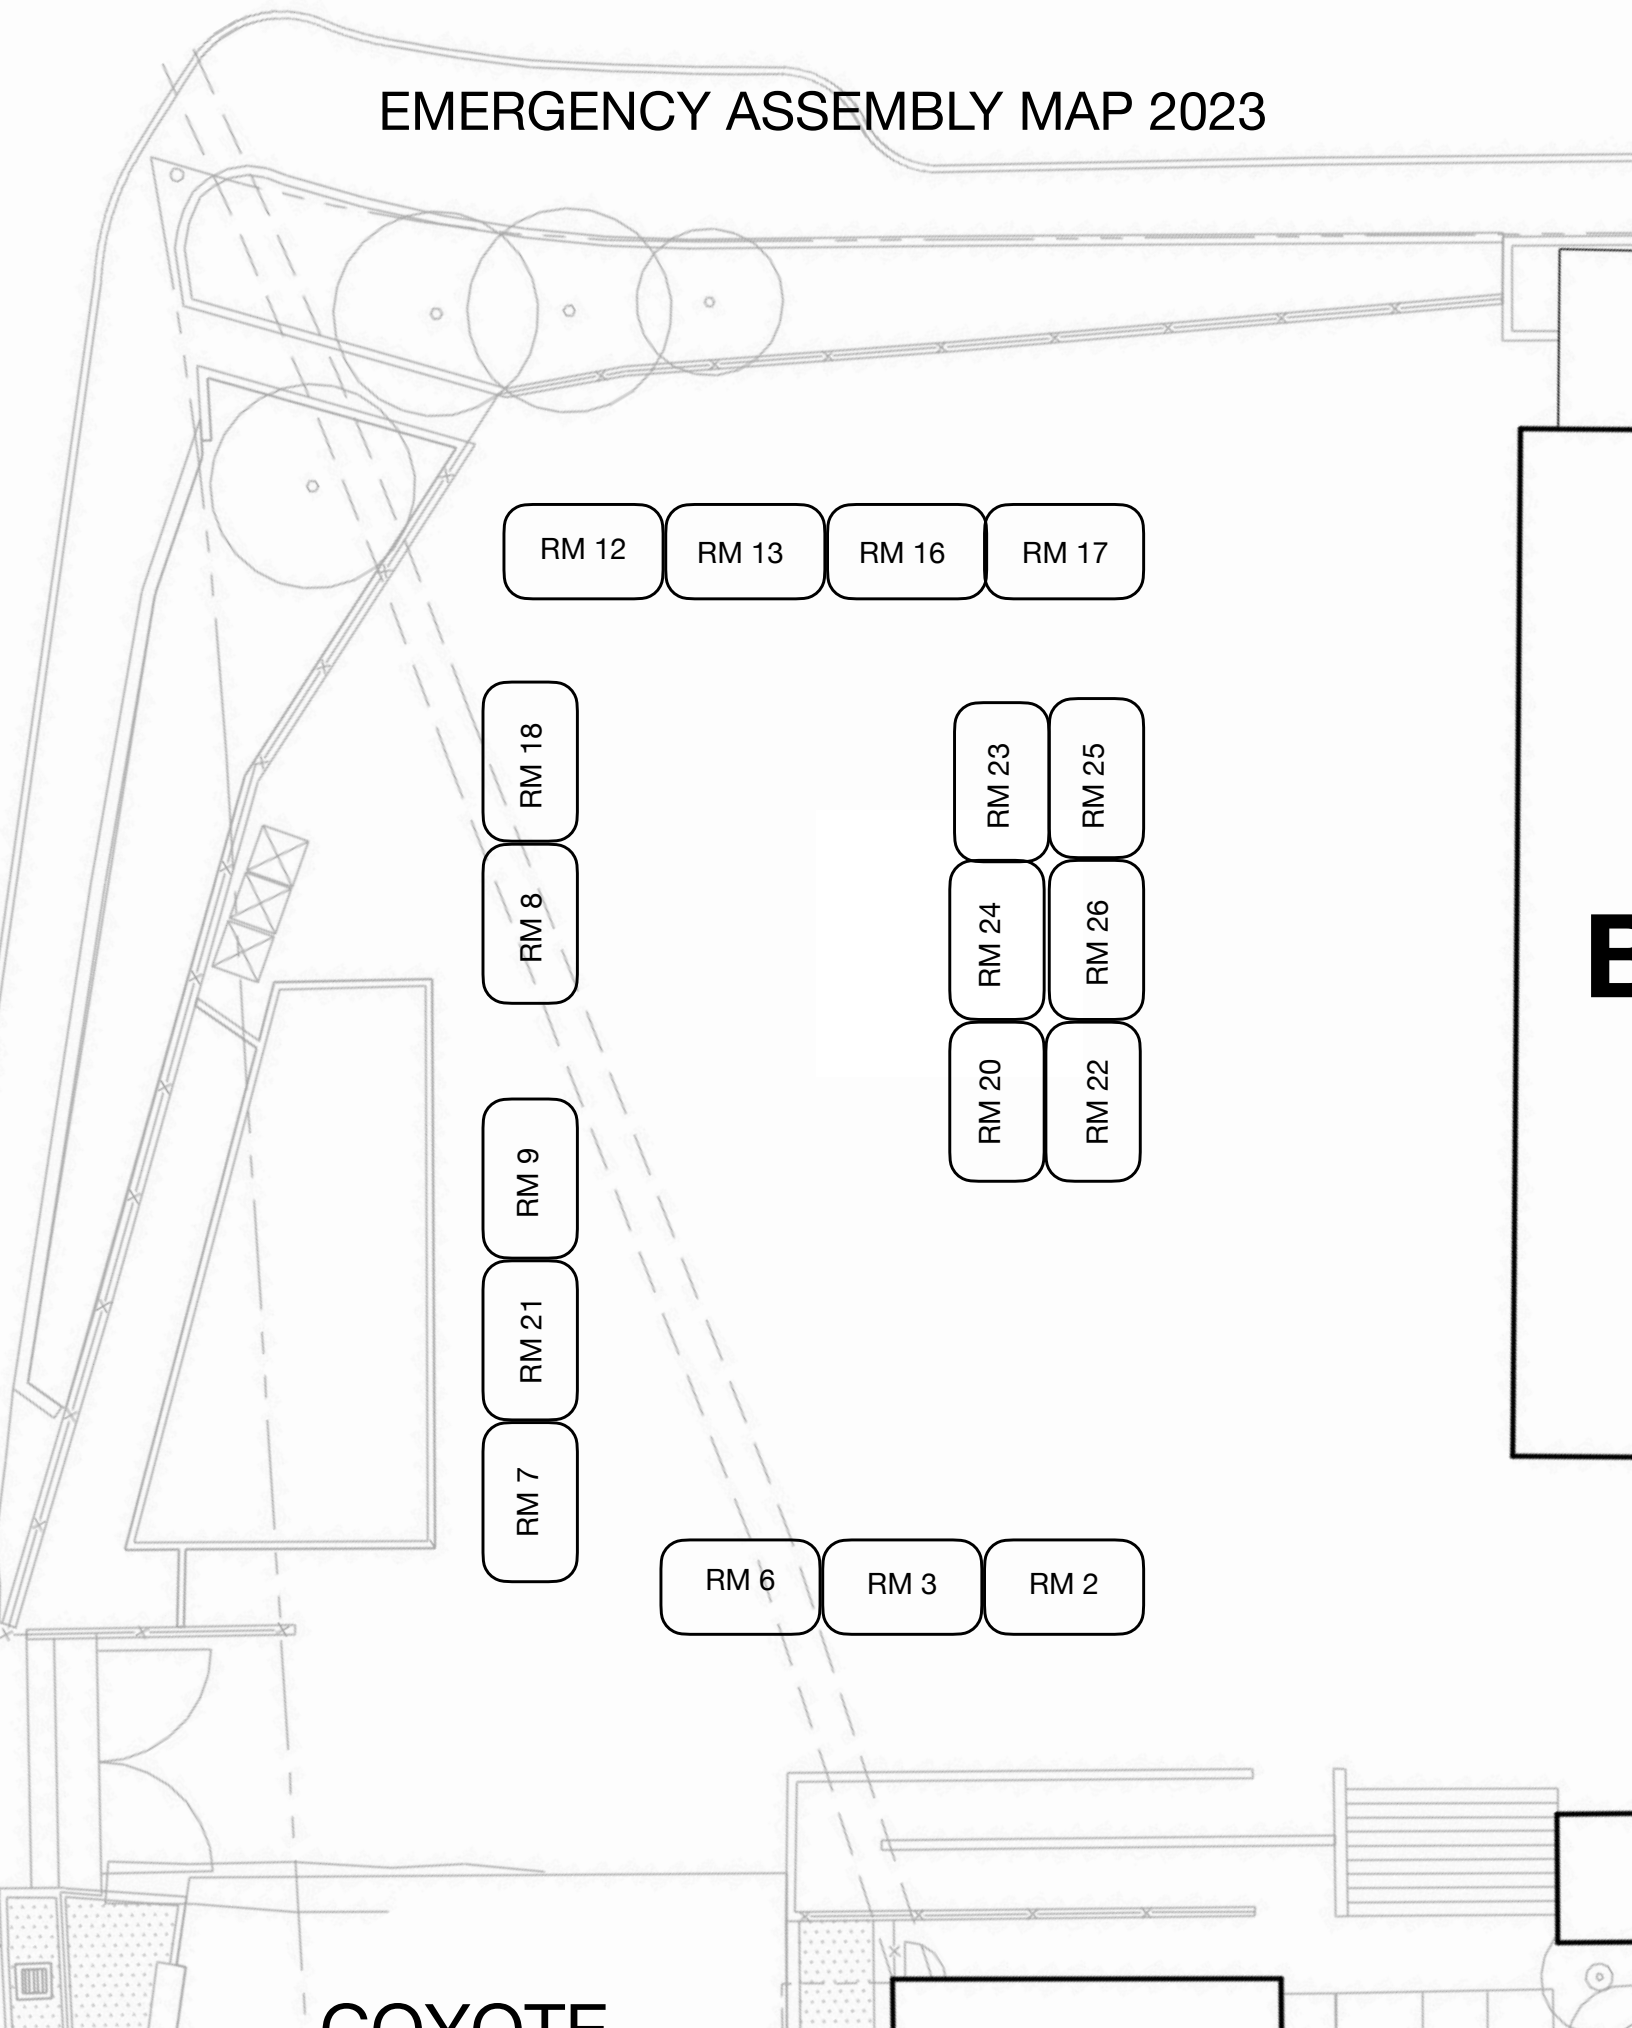 EMERGENCY ASSEMBLY MAP 2023
RM 12
RM 13
RM 16
RM 17
RM 18
RM 8
RM 23
RM 25
RM 24
RM 26
RM 20
RM 22
RM 9
RM 21
RM 7
RM 6
RM 3
RM 2
COYOTE